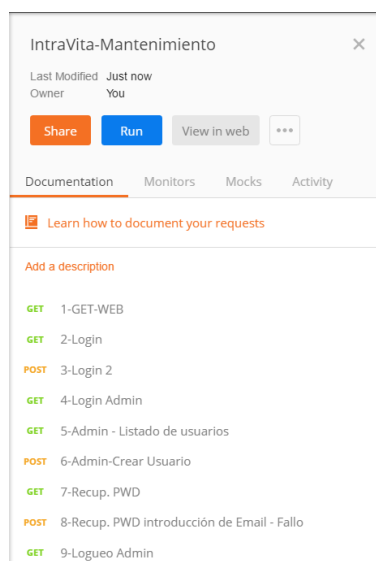 IntraVita-Mantenimiento
Last Modified Just now
Owner You
Share Run View in web
Documentation Monitors Mocks Activity
Learn how to document your requests
Add a description
GET 1-GET-WEB
GET 2-Login
POST 3-Login 2
GET 4-Login Admin
GET 5-Admin - Listado de usuarios
POST 6-Admin-Crear Usuario
GET 7-Recup. PWD
POST 8-Recup. PWD introducción de Email - Fallo
GET 9-Logueo Admin